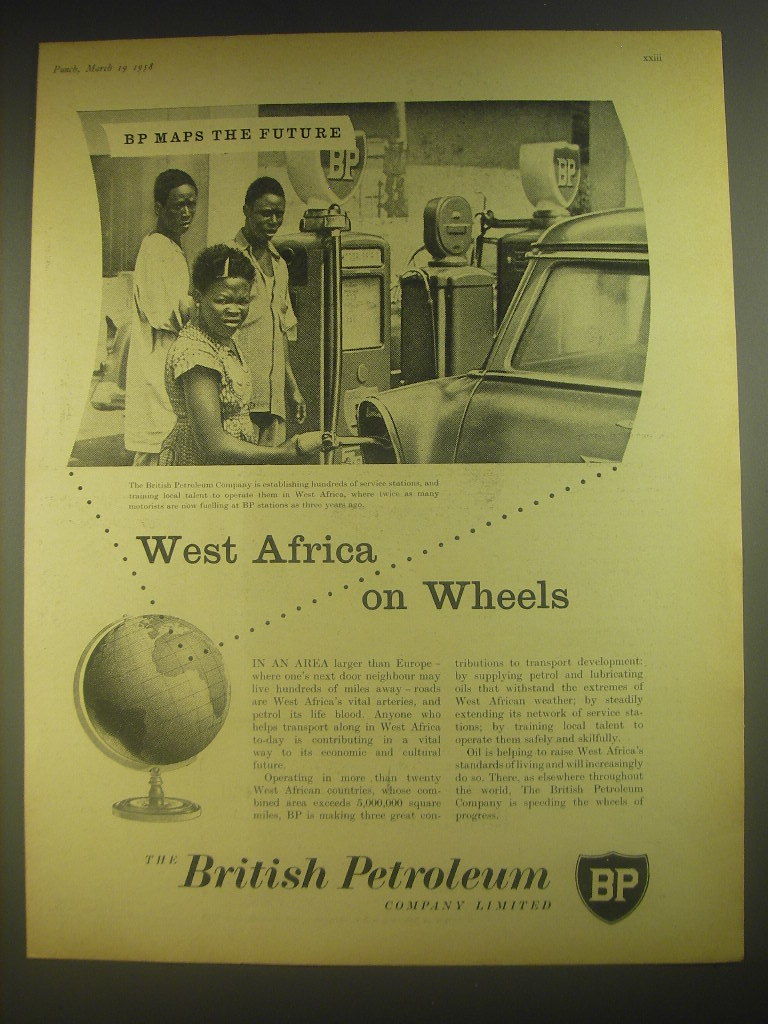 Punch, March 19 1958
xxiii
BP MAPS THE FUTURE
BP
BP
The British Petroleum Company is establishing hundreds of service stations, and
training local talent to operate them in West Africa, where twice as many
motorists are now fuelling at BP stations as three years ago.
West Africa
on Wheels
IN AN AREA larger than Europe –
where one's next door neighbour may
live hundreds of miles away – roads
are West Africa's vital arteries, and
petrol its life blood. Anyone who
helps transport along in West Africa
to-day is contributing in a vital
way to its economic and cultural
future.
Operating in more than twenty
West African countries, whose com-
bined area exceeds 5,000,000 square
miles, BP is making three great con-
tributions to transport development:
by supplying petrol and lubricating
oils that withstand the extremes of
West African weather; by steadily
extending its network of service sta-
tions; by training local talent to
operate them safely and skilfully.
Oil is helping to raise West Africa's
standards of living and will increasingly
do so. There, as elsewhere throughout
the world, The British Petroleum
Company is speeding the wheels of
progress.
THE British Petroleum
COMPANY LIMITED
BP